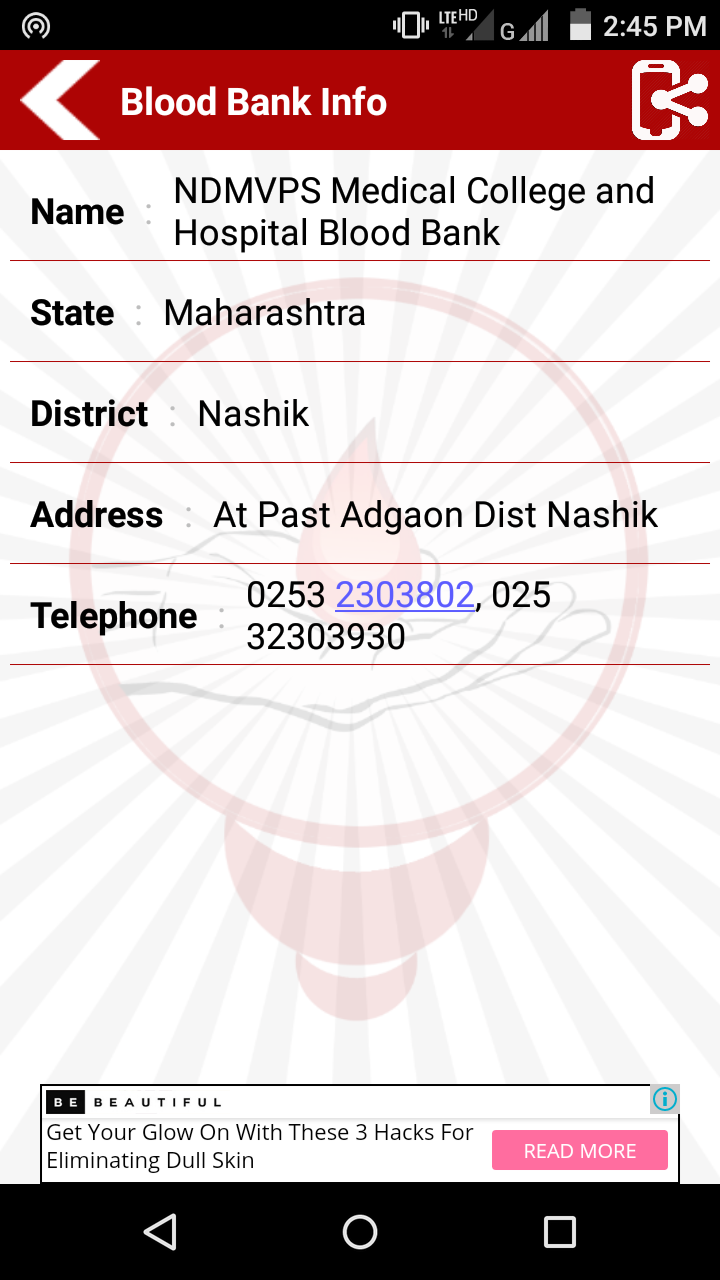 LTE HD G 2:45 PM
Blood Bank Info
Name : NDMVPS Medical College and
Hospital Blood Bank
State : Maharashtra
District : Nashik
Address : At Past Adgaon Dist Nashik
Telephone : 0253 2303802, 025
32303930
BE BEAUTIFUL
Get Your Glow On With These 3 Hacks For
Eliminating Dull Skin
READ MORE